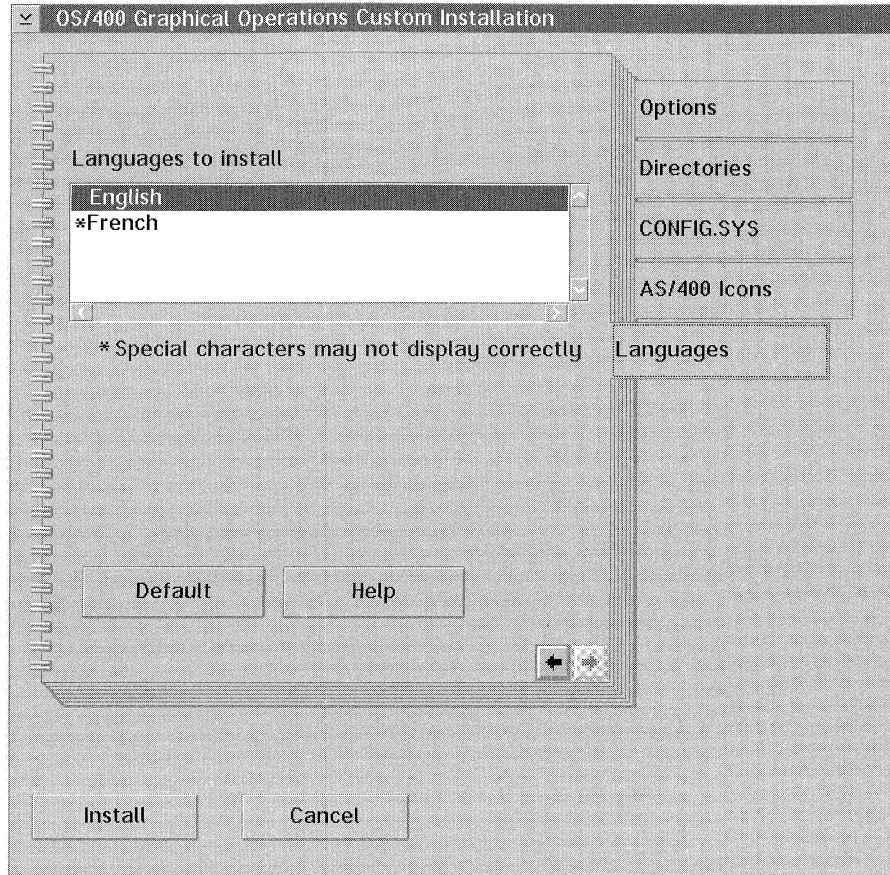 OS/400 Graphical Operations Custom Installation
Options
Directories
CONFIG.SYS
AS/400 Icons
Languages
Languages to install
English
*French
* Special characters may not display correctly
Default
Help
Install
Cancel